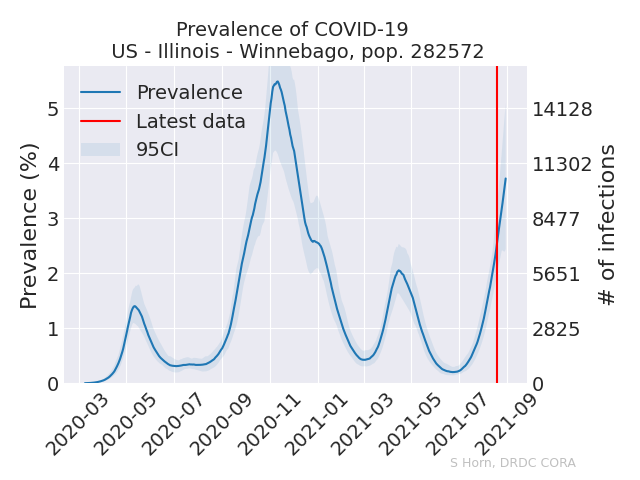 Prevalence of COVID-19
US - Illinois - Winnebago, pop. 282572
Prevalence
Latest data
95CI
Prevalence (%)
5
4
3
2
1
0
14128
11302
8477
5651
2825
0
# of infections
2020-03
2020-05
2020-07
2020-09
2020-11
2021-01
2021-03
2021-05
2021-07
2021-09
S Horn, DRDC CORA